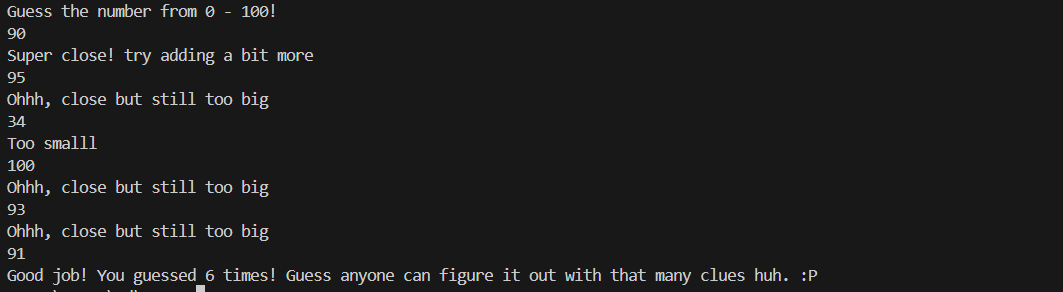 Guess the number from 0 - 100!
90
Super close! try adding a bit more
95
Ohhh, close but still too big
34
Too smalll
100
Ohhh, close but still too big
93
Ohhh, close but still too big
91
Good job! You guessed 6 times! Guess anyone can figure it out with that many clues huh. :P